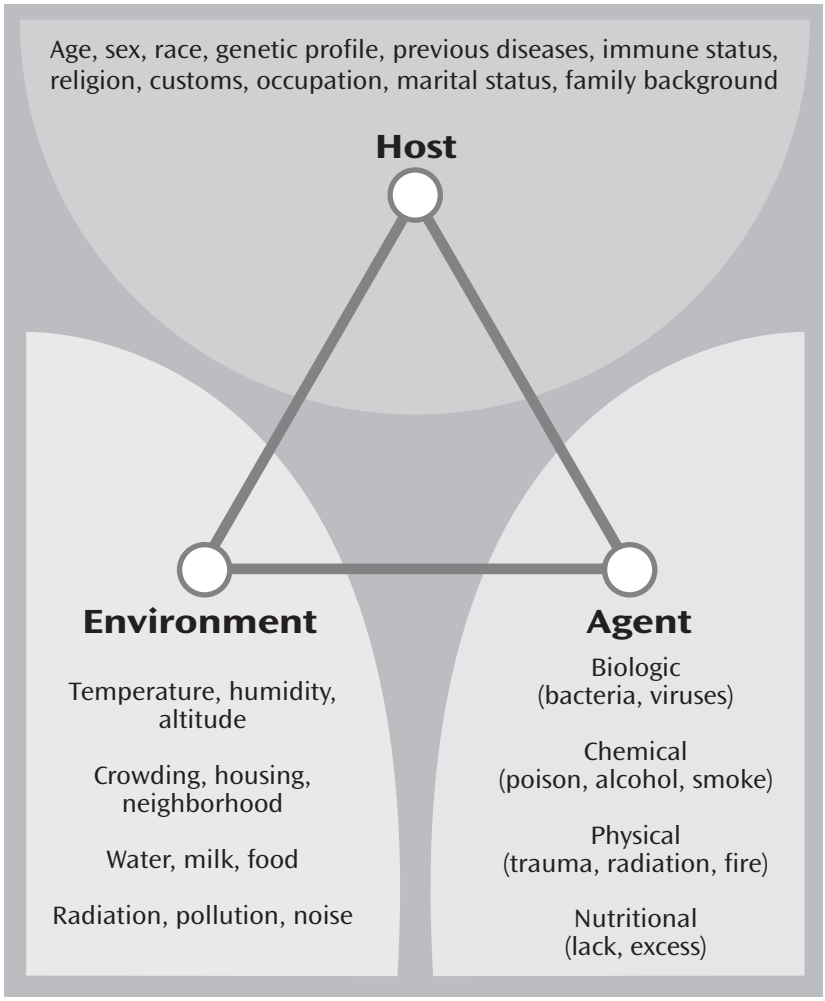 Age, sex, race, genetic profile, previous diseases, immune status,
religion, customs, occupation, marital status, family background
Host
Environment
Temperature, humidity,
altitude
Crowding, housing,
neighborhood
Water, milk, food
Radiation, pollution, noise
Agent
Biologic
(bacteria, viruses)
Chemical
(poison, alcohol, smoke)
Physical
(trauma, radiation, fire)
Nutritional
(lack, excess)